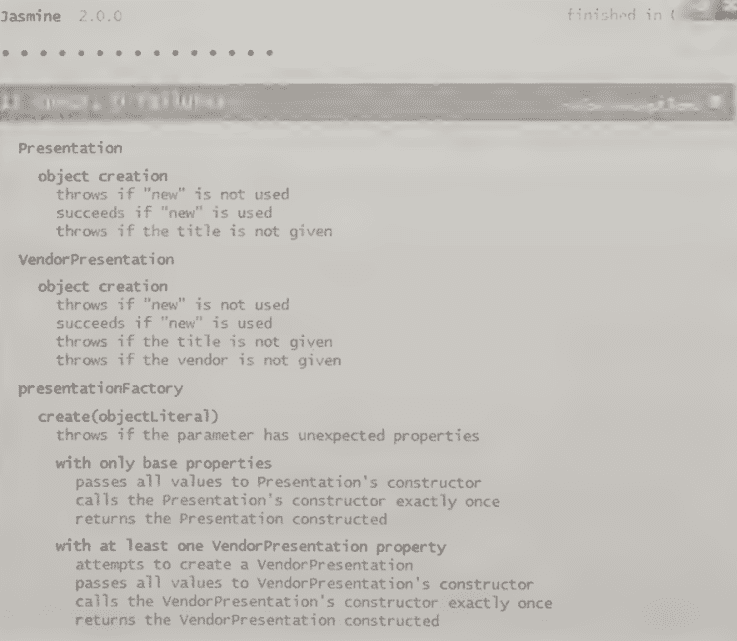 Jasmine 2.0.0
finished in
• • • • • • • • • • • • • • •
0 failures
Presentation
object creation
throws if "new" is not used
succeeds if "new" is used
throws if the title is not given
VendorPresentation
object creation
throws if "new" is not used
succeeds if "new" is used
throws if the title is not given
throws if the vendor is not given
presentationFactory
create(objectLiteral)
throws if the parameter has unexpected properties
with only base properties
passes all values to Presentation's constructor
calls the Presentation's constructor exactly once
returns the Presentation constructed
with at least one VendorPresentation property
attempts to create a VendorPresentation
passes all values to VendorPresentation's constructor
calls the VendorPresentation's constructor exactly once
returns the VendorPresentation constructed